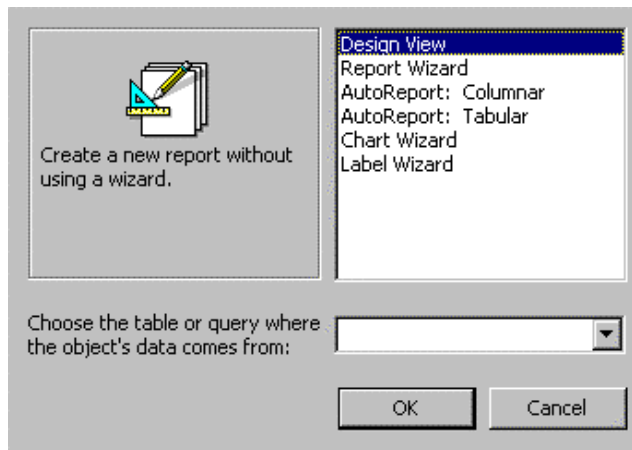 Create a new report without
using a wizard.
Design View
Report Wizard
AutoReport:  Columnar
AutoReport:  Tabular
Chart Wizard
Label Wizard
Choose the table or query where
the object's data comes from:
OK
Cancel